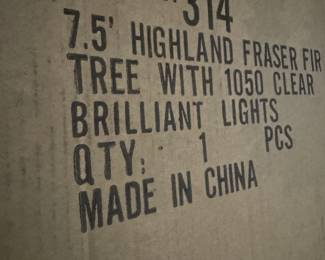 314
7.5' HIGHLAND FRASER FIR
TREE WITH 1050 CLEAR
BRILLIANT LIGHTS
QTY: 1 PCS
MADE IN CHINA